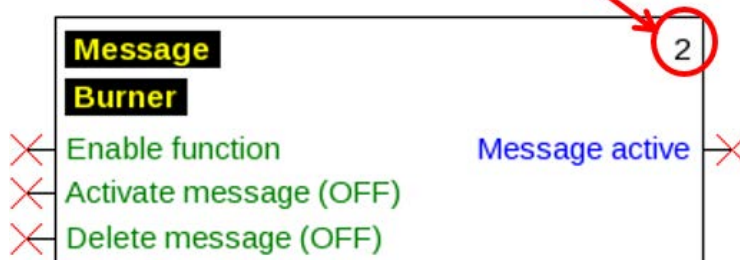 Message 2
Burner
Enable function Message active
Activate message (OFF)
Delete message (OFF)